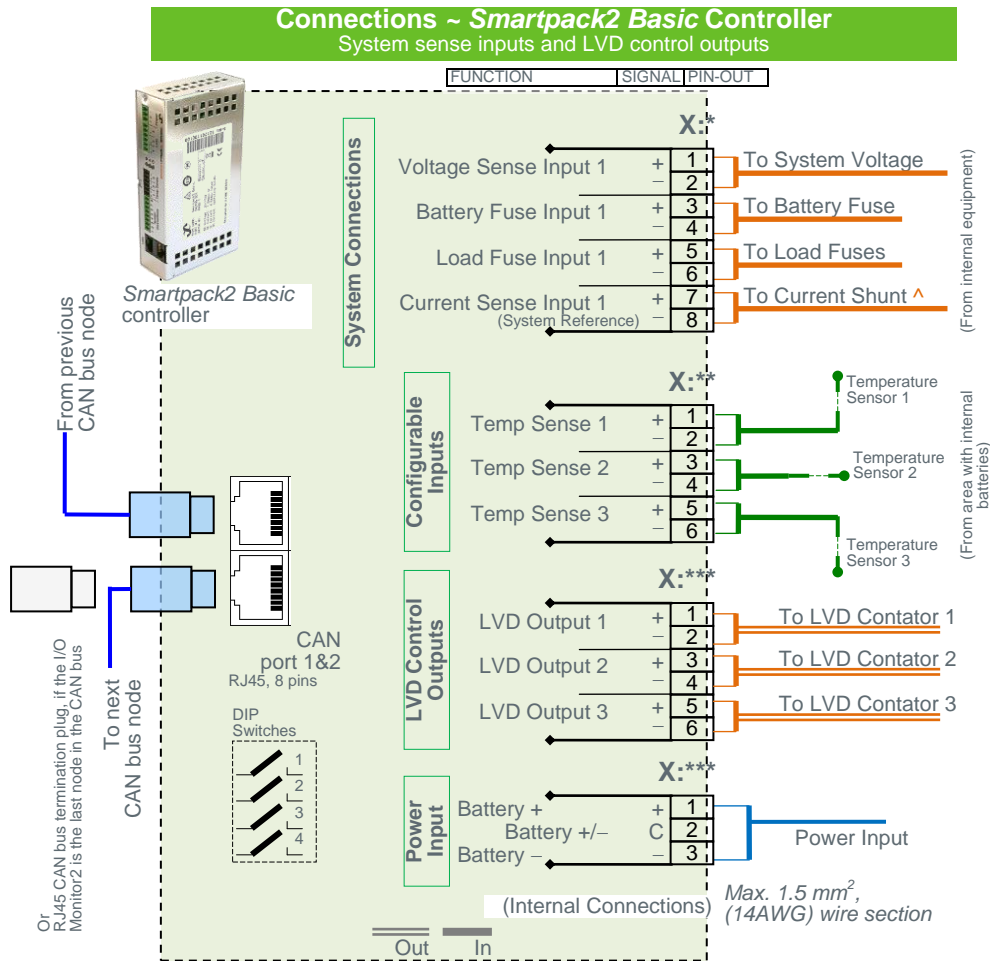 Connections ~ Smartpack2 Basic Controller
System sense inputs and LVD control outputs
FUNCTION SIGNAL PIN-OUT
Smartpack2 Basic
controller
System Connections
X:*
Voltage Sense Input 1 + 1 To System Voltage
− 2
Battery Fuse Input 1 + 3 To Battery Fuse
− 4
Load Fuse Input 1 + 5 To Load Fuses
− 6
Current Sense Input 1 + 7 To Current Shunt ^
(System Reference) − 8
(From internal equipment)
Configurable
Inputs
X:**
Temp Sense 1 + 1
− 2
Temp Sense 2 + 3
− 4
Temp Sense 3 + 5
− 6
Temperature
Sensor 1
Temperature
Sensor 2
Temperature
Sensor 3
(From area with internal
batteries)
From previous
CAN bus node
To next
CAN bus node
Or
RJ45 CAN bus termination plug, if the I/O
Monitor2 is the last node in the CAN bus
CAN
port 1&2
RJ45, 8 pins
DIP
Switches
1
2
3
4
LVD Control
Outputs
X:***
LVD Output 1 + 1 To LVD Contator 1
− 2
LVD Output 2 + 3 To LVD Contator 2
− 4
LVD Output 3 + 5 To LVD Contator 3
− 6
Power
Input
X:***
Battery + + 1
Battery +/− C 2 Power Input
Battery − − 3
(Internal Connections)
Max. 1.5 mm²,
(14AWG) wire section
Out In